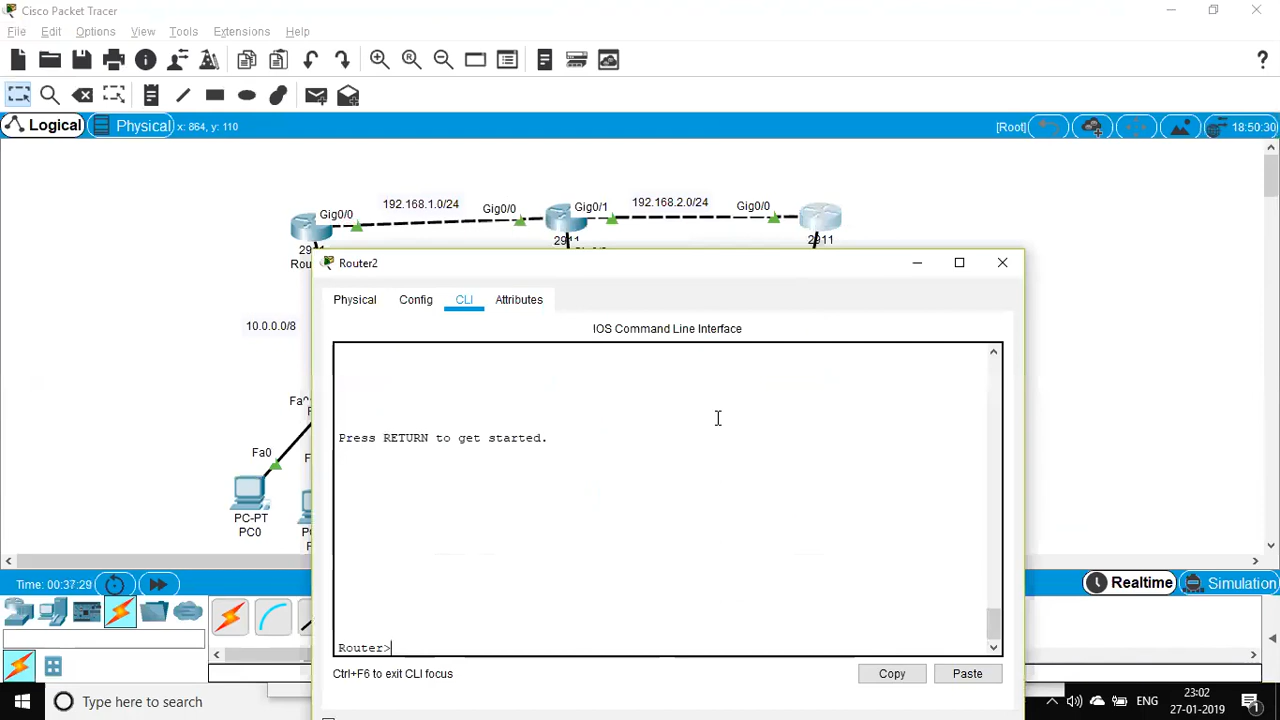 Cisco Packet Tracer
File Edit Options View Tools Extensions Help
Logical Physical x: 864, y: 110 [Root] 18:50:30
192.168.1.0/24 192.168.2.0/24
Gig0/0 Gig0/0 Gig0/1 Gig0/0
2911
Router2
Physical Config CLI Attributes
IOS Command Line Interface
10.0.0.0/8
Press RETURN to get started.
Fa0
PC-PT
PC0
Router>
Ctrl+F6 to exit CLI focus Copy Paste
Time: 00:37:29 Realtime Simulation
Type here to search
ENG 23:02
27-01-2019